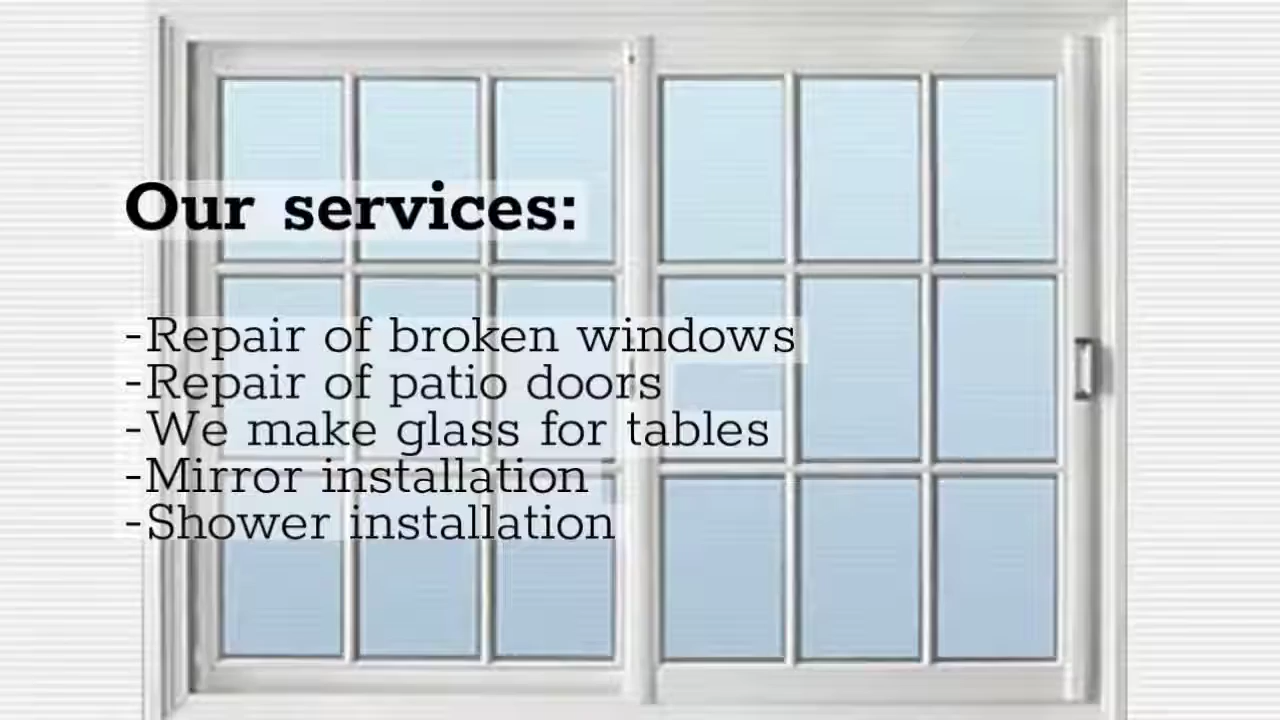 Our services:
-Repair of broken windows
-Repair of patio doors
-We make glass for tables
-Mirror installation
-Shower installation